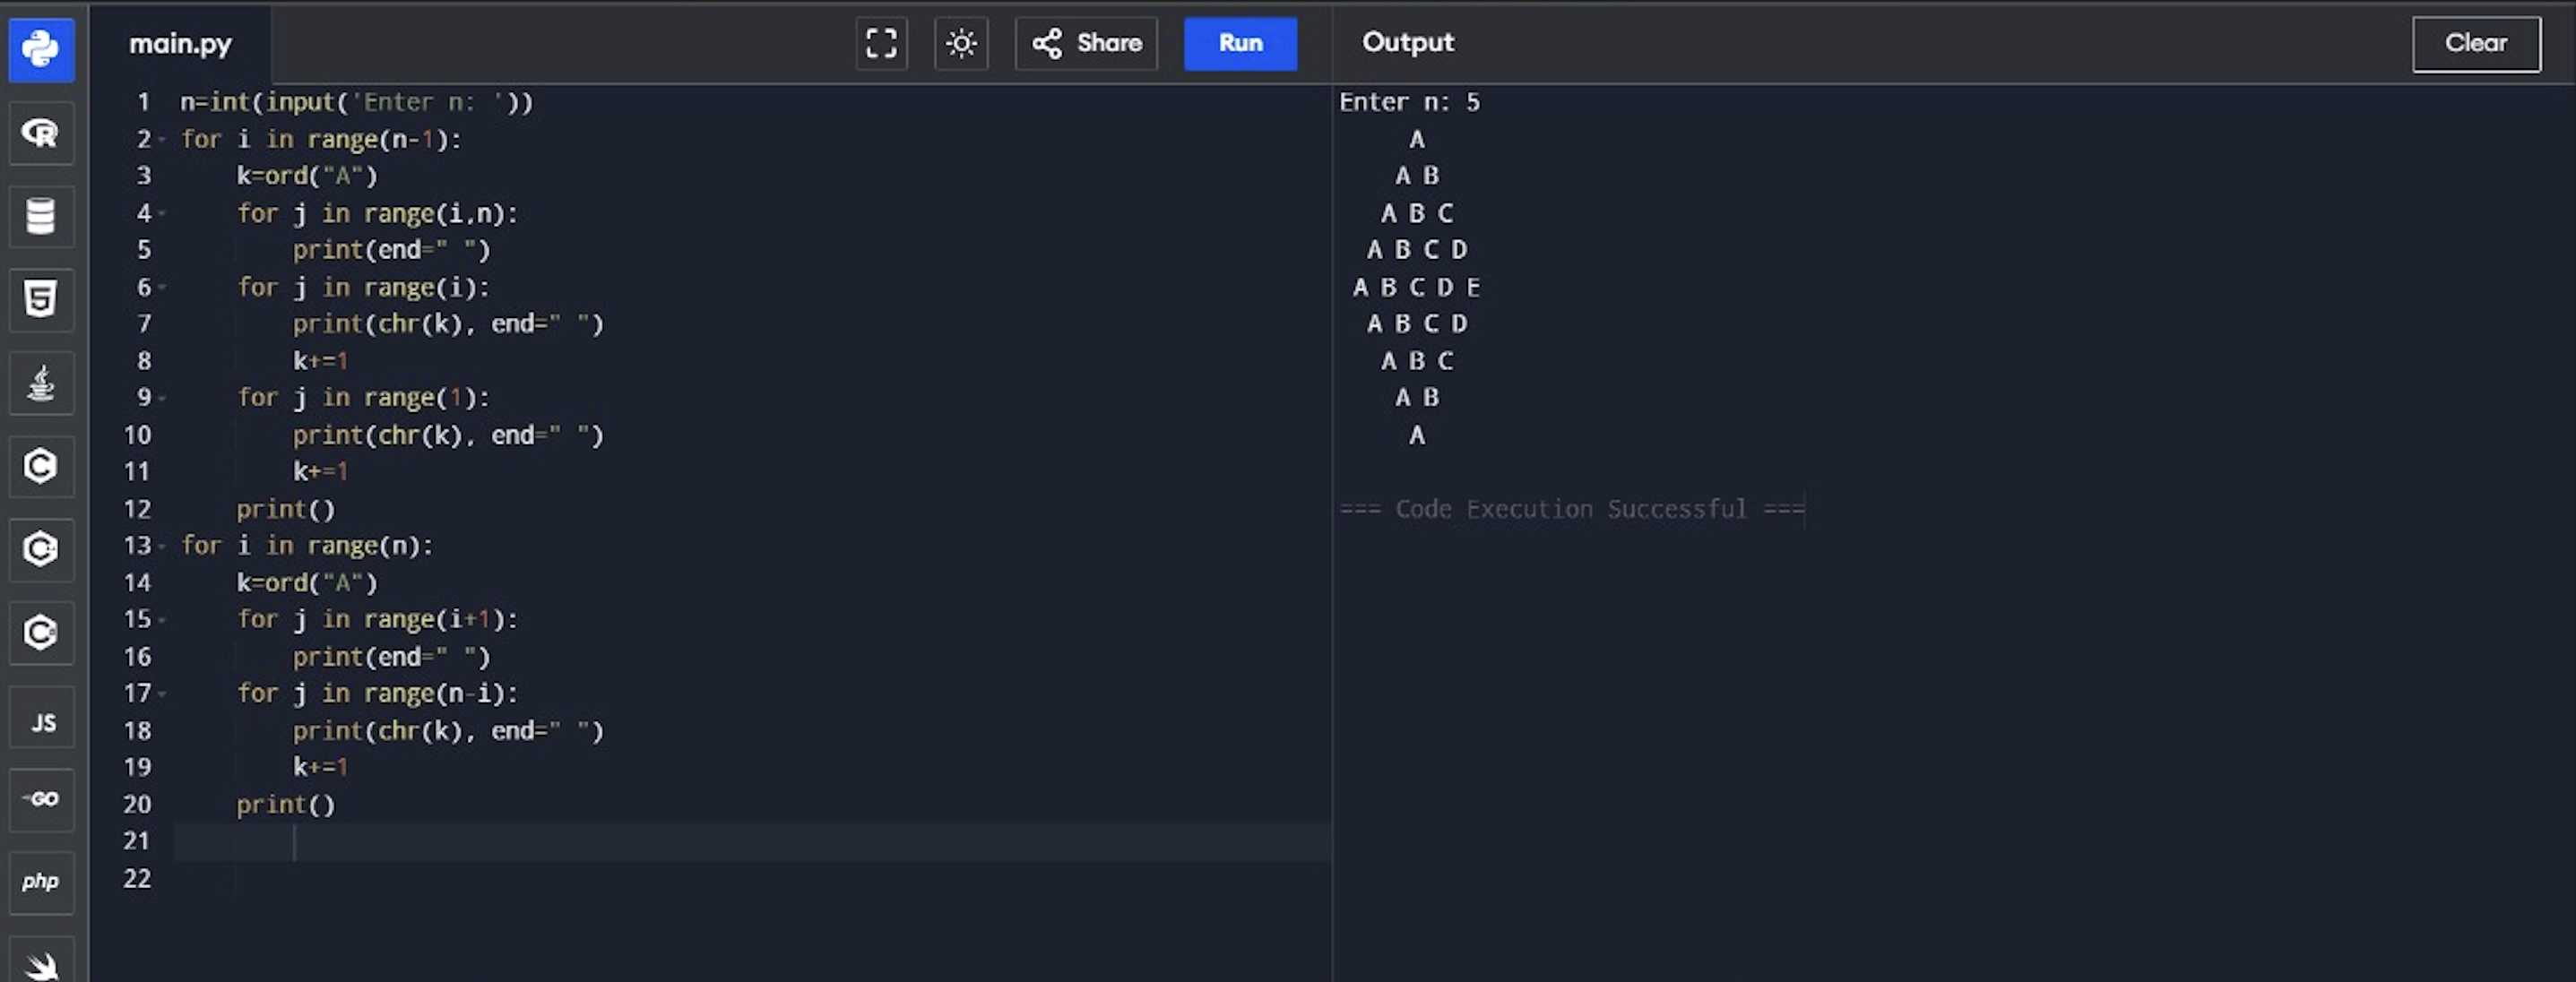 main.py
Share
Run
Output
Clear
1 n=int(input('Enter n: '))
2 for i in range(n-1):
3     k=ord("A")
4     for j in range(i,n):
5         print(end=" ")
6     for j in range(i):
7         print(chr(k), end=" ")
8         k+=1
9     for j in range(1):
10         print(chr(k), end=" ")
11         k+=1
12     print()
13 for i in range(n):
14     k=ord("A")
15     for j in range(i+1):
16         print(end=" ")
17     for j in range(n-i):
18         print(chr(k), end=" ")
19         k+=1
20     print()
21
22
Enter n: 5
A
A B
A B C
A B C D
A B C D E
A B C D
A B C
A B
A
=== Code Execution Successful ===
R
5
C
C
C
JS
GO
php